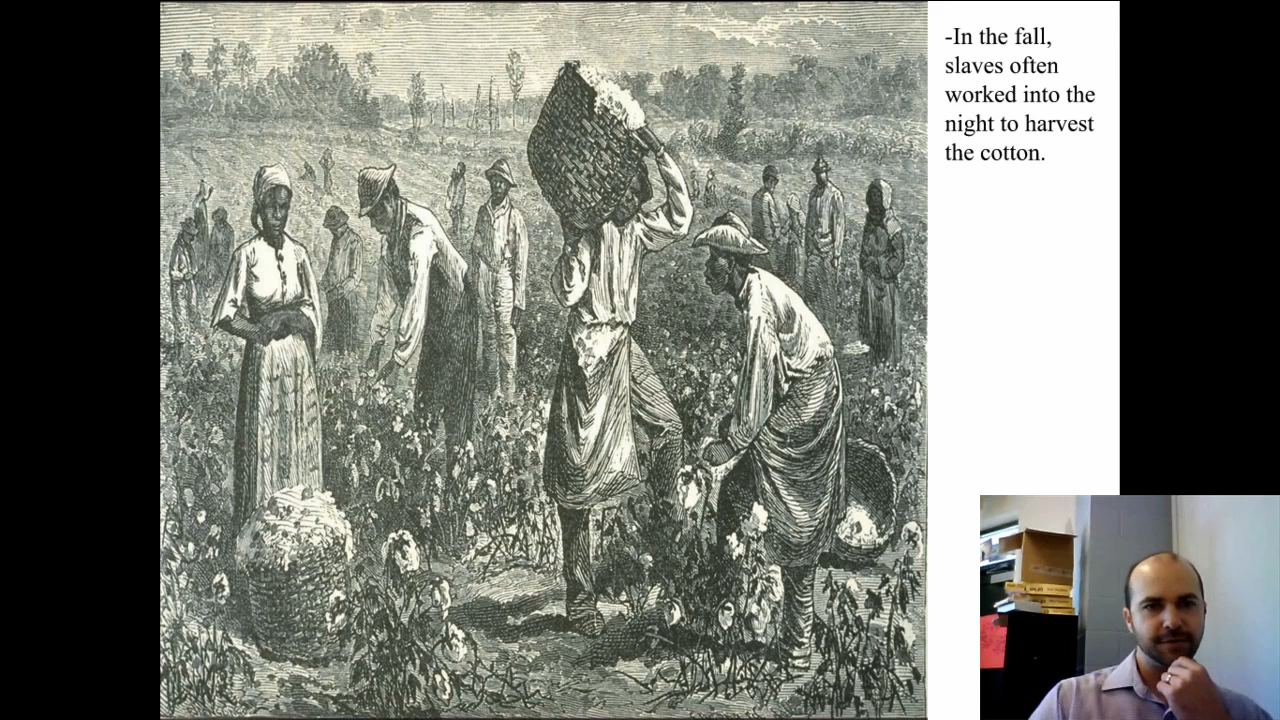 -In the fall,
slaves often
worked into the
night to harvest
the cotton.